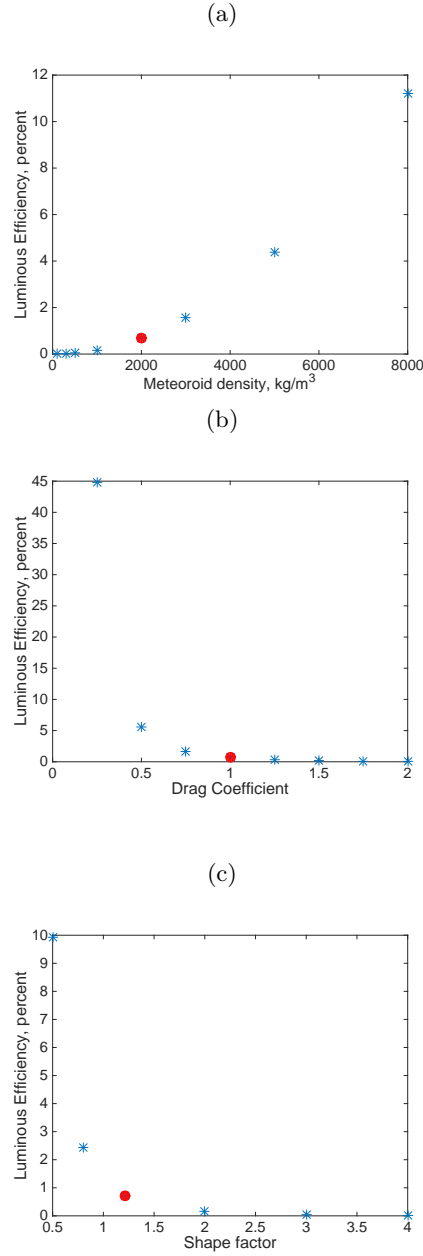 (a)
12
10
8
6
4
2
0
Luminous Efficiency, percent
0 2000 4000 6000 8000
Meteoroid density, kg/m³
(b)
45
40
35
30
25
20
15
10
5
0
Luminous Efficiency, percent
0 0.5 1 1.5 2
Drag Coefficient
(c)
10
9
8
7
6
5
4
3
2
1
0
Luminous Efficiency, percent
0.5 1 1.5 2 2.5 3 3.5 4
Shape factor